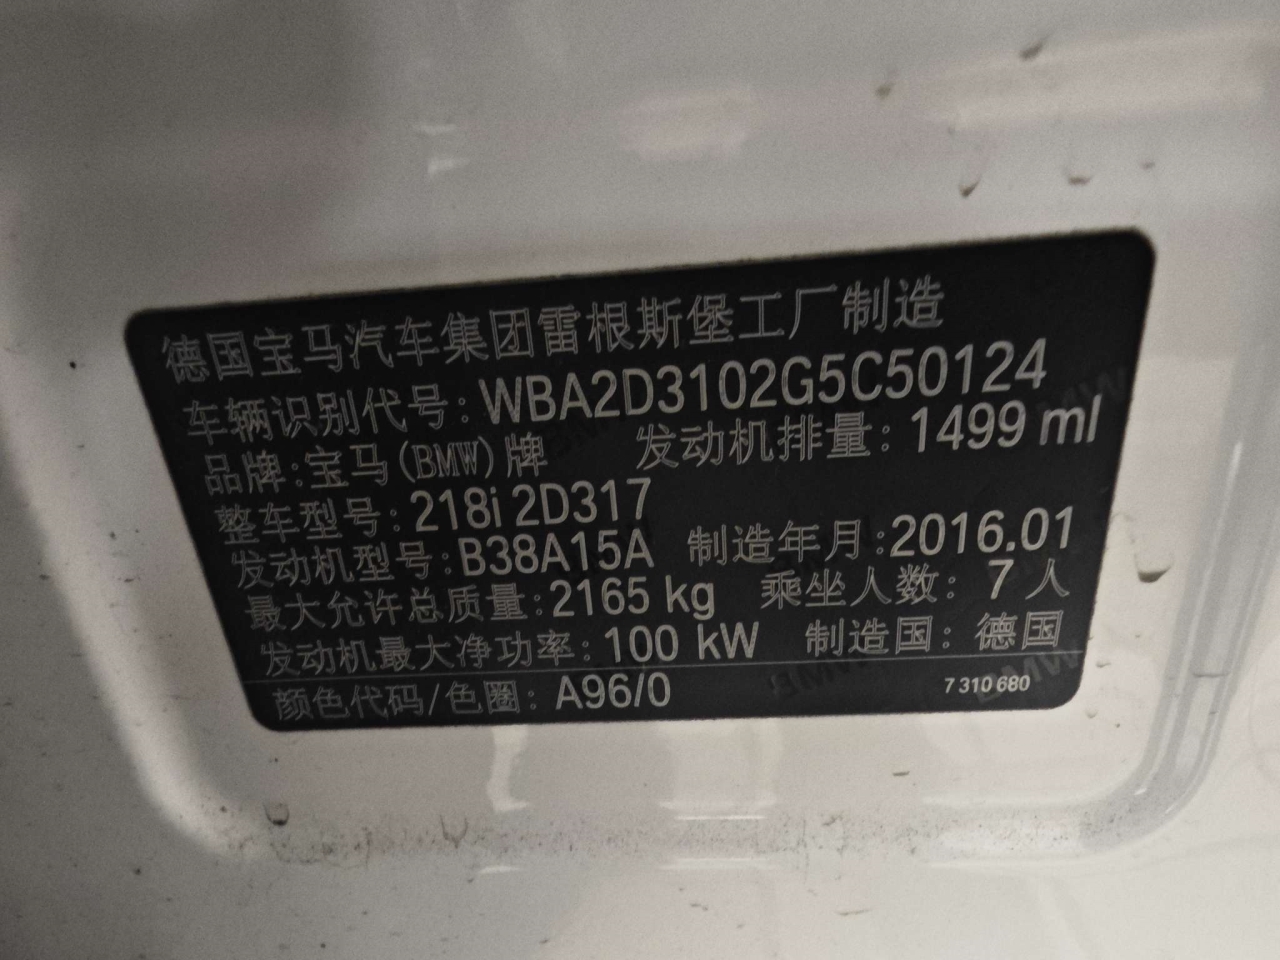 德国宝马汽车集团雷根斯堡工厂制造
车辆识别代号: WBA2D3102G5C50124
品牌: 宝马(BMW)牌 发动机排量: 1499 ml
整车型号: 218i 2D317
发动机型号: B38A15A 制造年月: 2016.01
最大允许总质量: 2165 kg 乘坐人数: 7 人
发动机最大净功率: 100 kW 制造国: 德国
颜色代码/色圈: A96/0 7 310 680